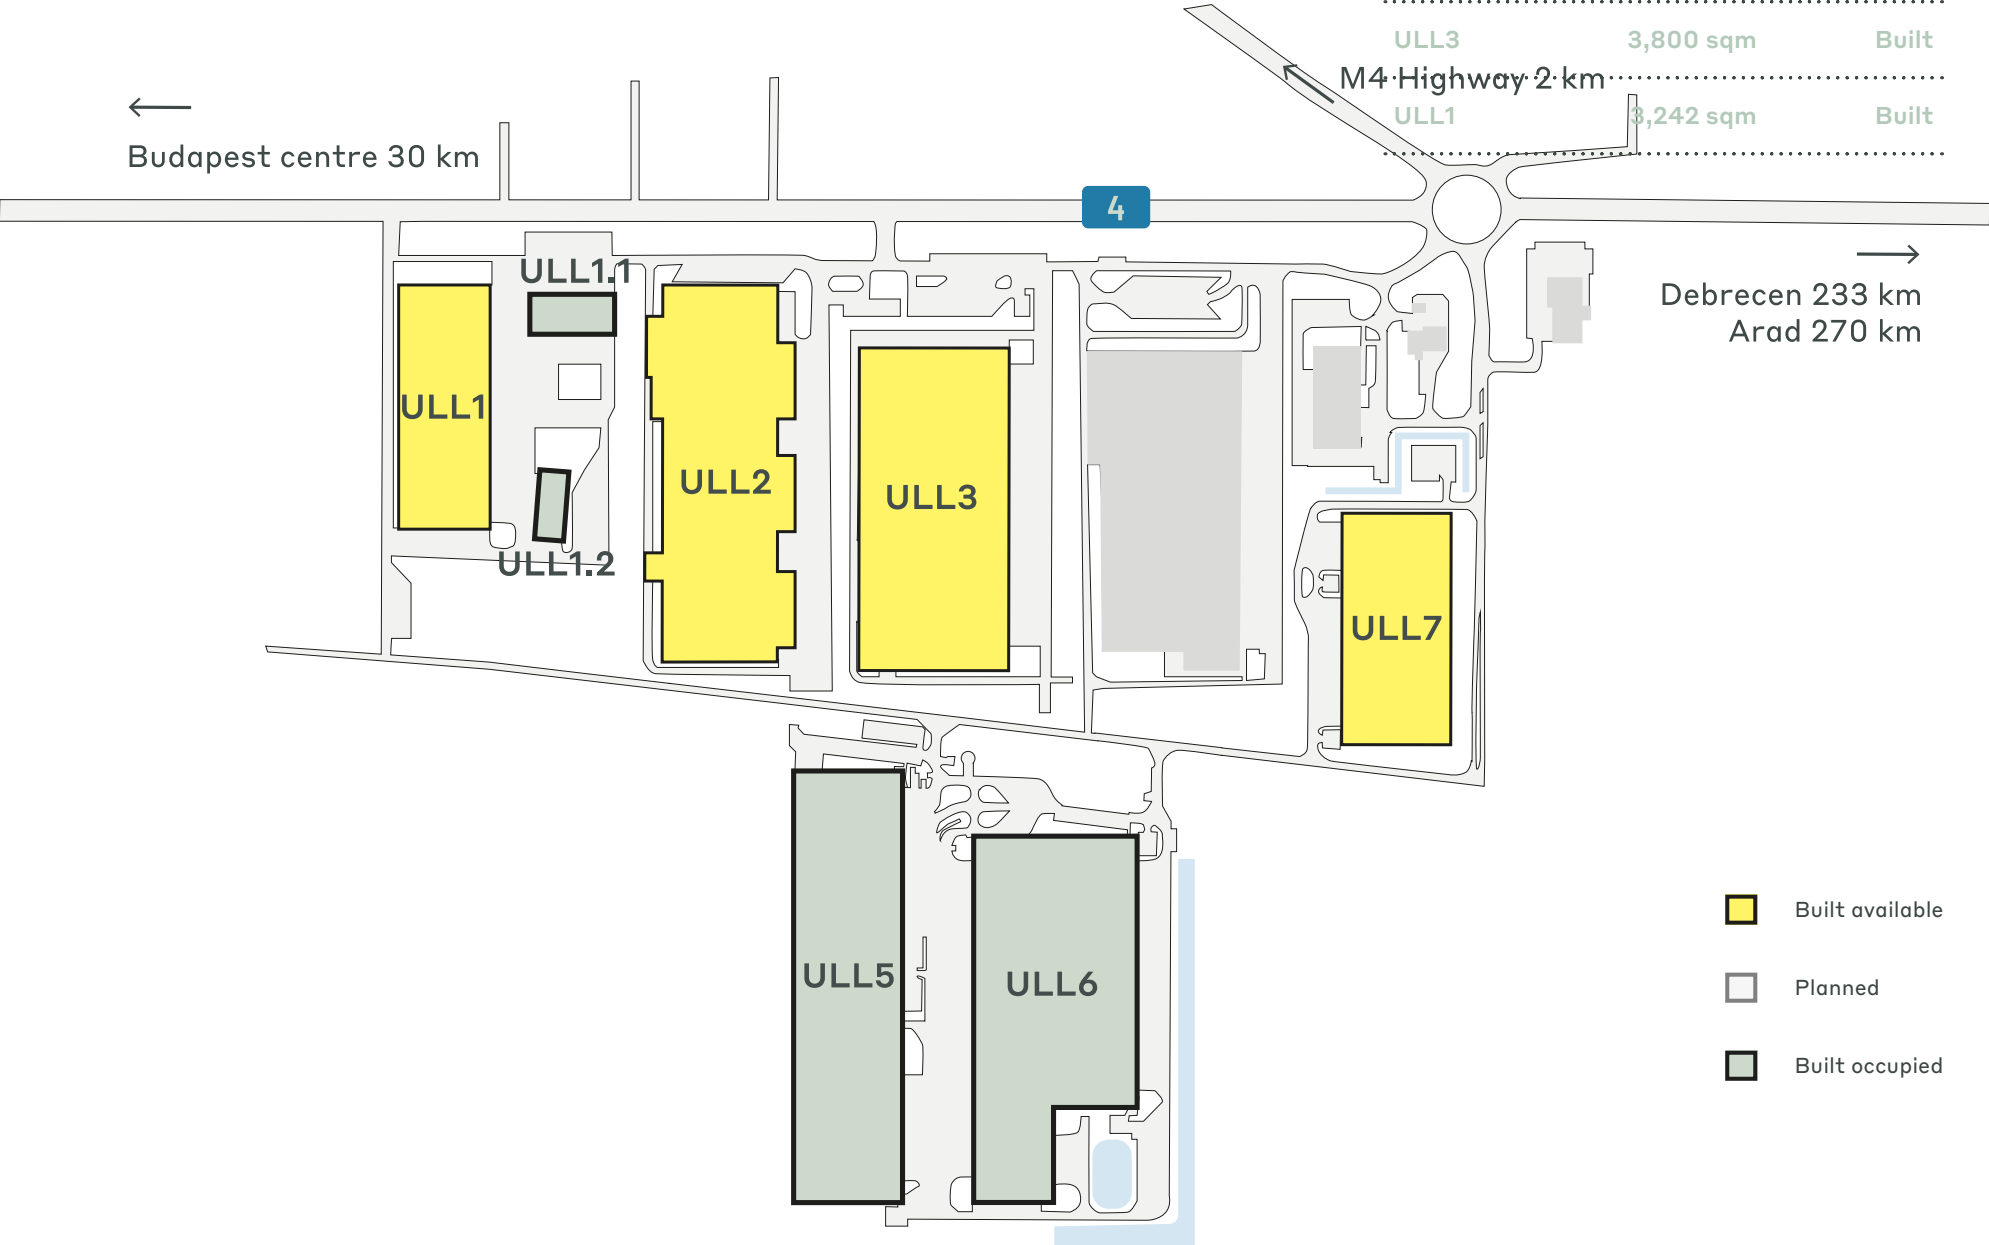 ULL3 3,800 sqm Built
M4 Highway 2 km
ULL1 3,242 sqm Built
Budapest centre 30 km
4
Debrecen 233 km
Arad 270 km
ULL1.1
ULL1
ULL2
ULL3
ULL1.2
ULL7
ULL5
ULL6
Built available
Planned
Built occupied